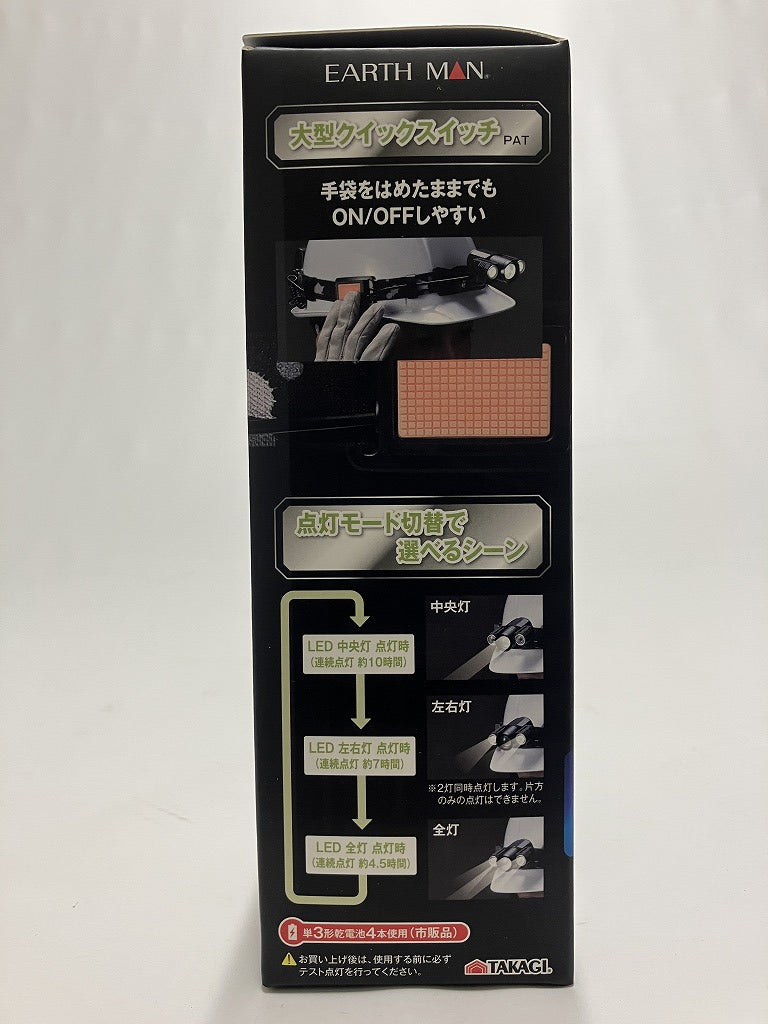 EARTH MAN
大型クイックスイッチ PAT
手袋をはめたままでも
ON/OFFしやすい
点灯モード切替で
選べるシーン
中央灯
LED 中央灯 点灯時
(連続点灯 約10時間)
左右灯
LED 左右灯 点灯時
(連続点灯 約7時間)
※2灯同時点灯します。片方
のみの点灯はできません。
全灯
LED 全灯 点灯時
(連続点灯 約4.5時間)
単3形乾電池4本使用(市販品)
お買い上げ後は、使用する前に必ず
テスト点灯を行ってください。
TAKAGI.